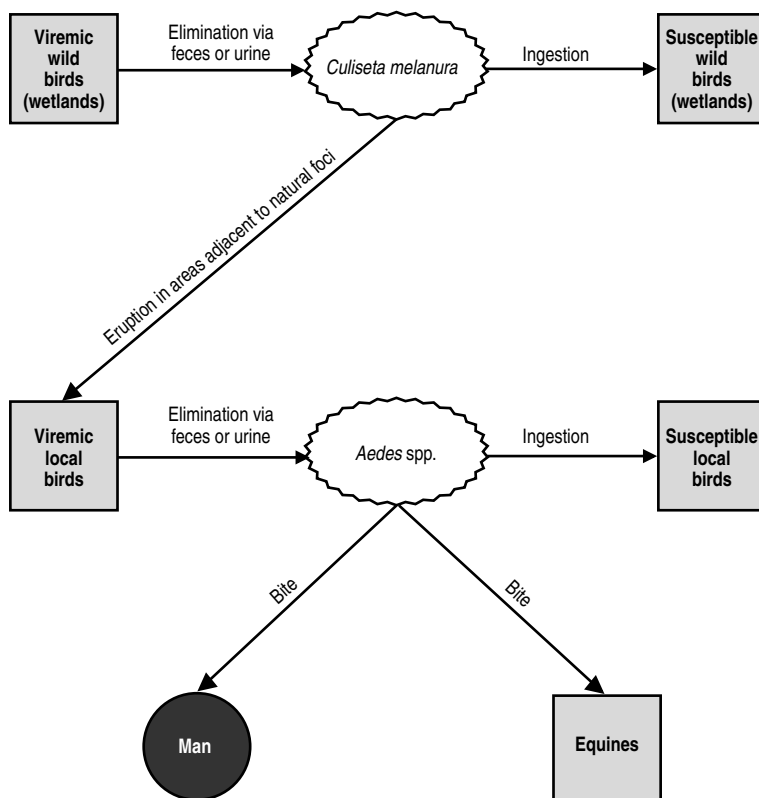 Viremic
wild
birds
(wetlands)
Elimination via
feces or urine
Culiseta melanura
Ingestion
Susceptible
wild
birds
(wetlands)
Eruption in areas adjacent to natural foci
Viremic
local
birds
Elimination via
feces or urine
Aedes spp.
Ingestion
Susceptible
local
birds
Bite
Bite
Man
Equines